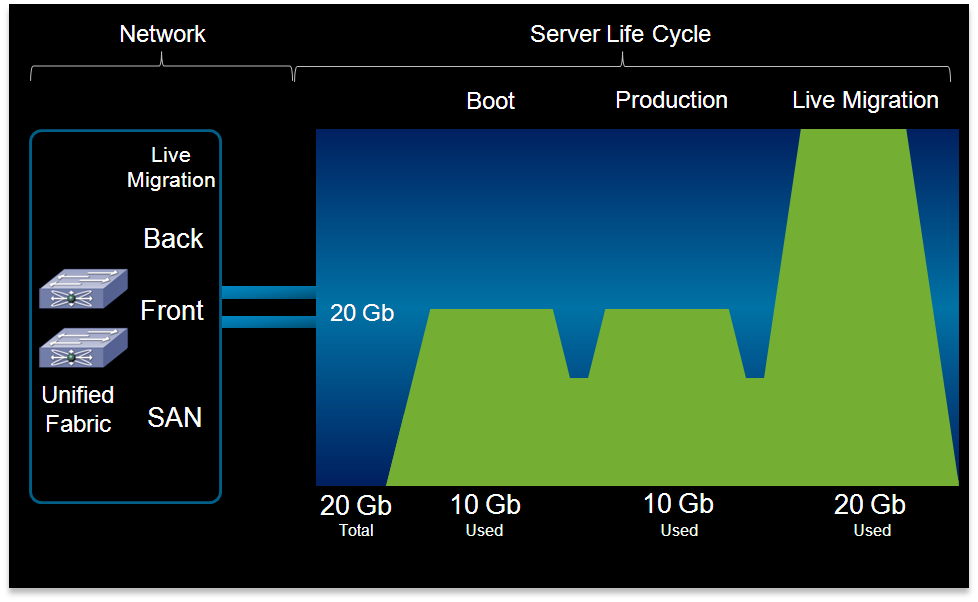 Network
Server Life Cycle
Boot
Production
Live Migration
Live
Migration
Back
Front
SAN
Unified
Fabric
20 Gb
20 Gb
Total
10 Gb
Used
10 Gb
Used
20 Gb
Used